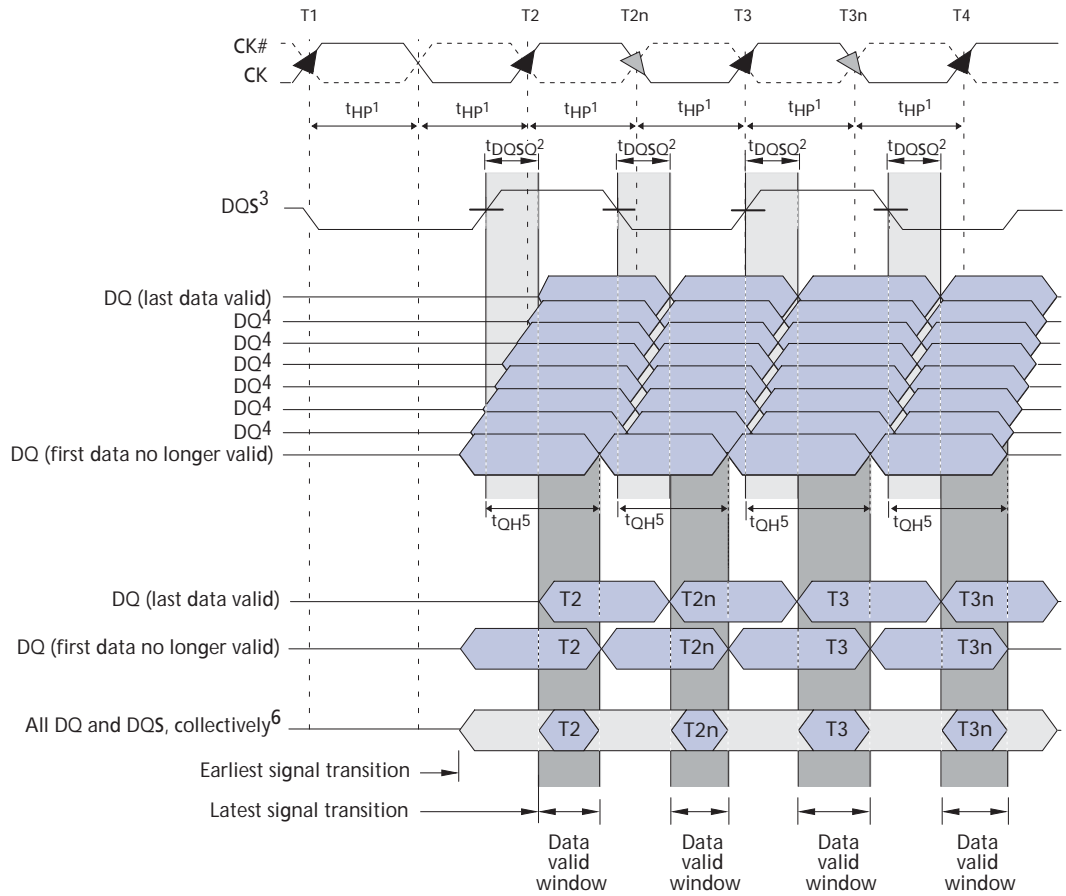 T1 T2 T2n T3 T3n T4
CK#
CK
tHP1 tHP1 tHP1 tHP1 tHP1 tHP1
tDQSQ2 tDQSQ2 tDQSQ2 tDQSQ2
DQS3
DQ (last data valid)
DQ4
DQ4
DQ4
DQ4
DQ4
DQ4
DQ (first data no longer valid)
tQH5 tQH5 tQH5 tQH5
DQ (last data valid) T2 T2n T3 T3n
DQ (first data no longer valid) T2 T2n T3 T3n
All DQ and DQS, collectively6 T2 T2n T3 T3n
Earliest signal transition
Latest signal transition
Data valid window
Data valid window
Data valid window
Data valid window